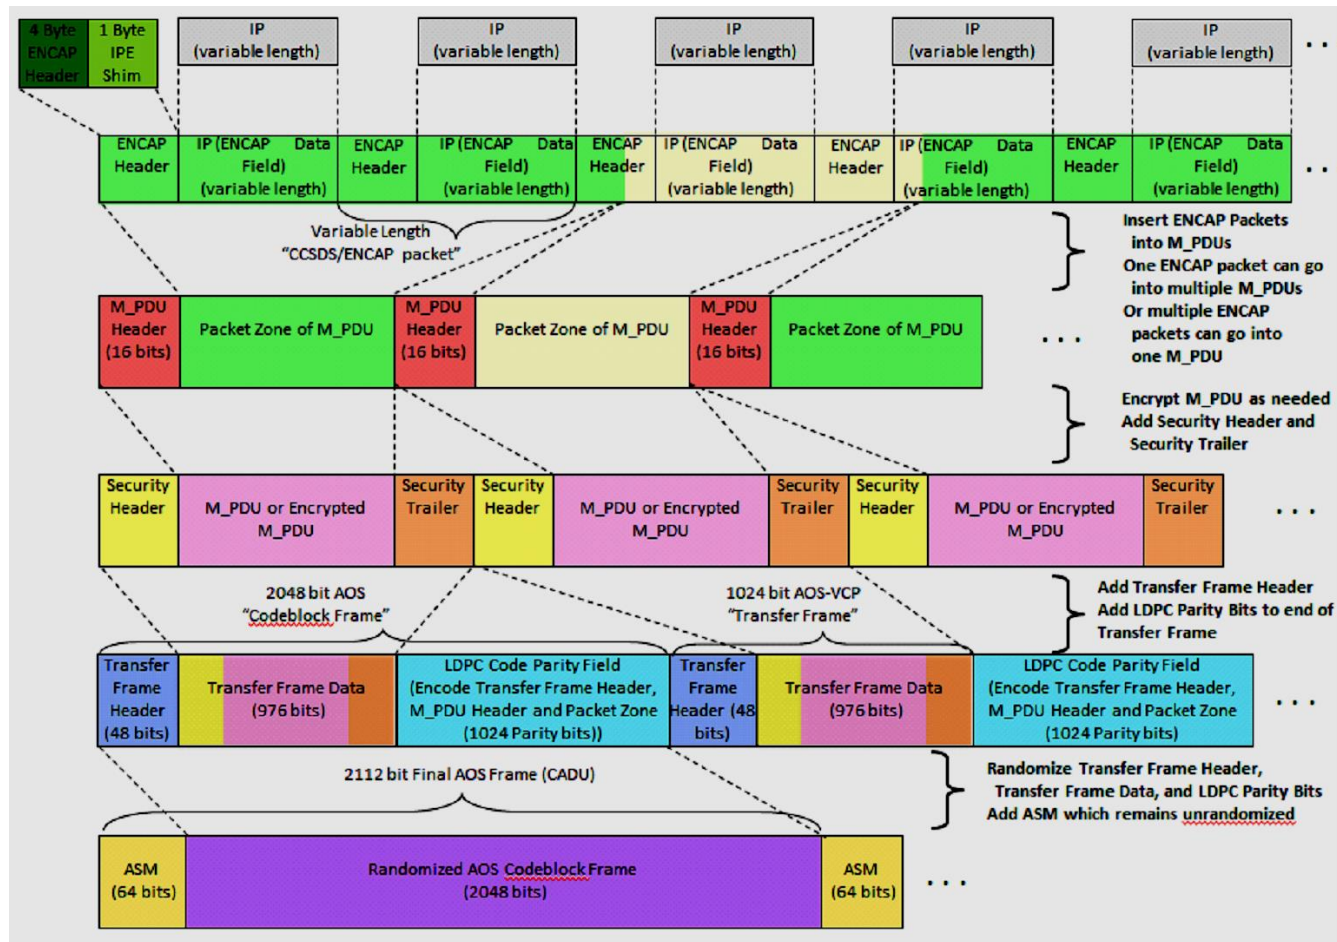 4 Byte
ENCAP
Header
1 Byte
IPE
Shim
IP
(variable length)
IP
(variable length)
IP
(variable length)
IP
(variable length)
IP
(variable length)
. .
ENCAP
Header
IP (ENCAP Data
Field)
(variable length)
ENCAP
Header
IP (ENCAP Data
Field)
(variable length)
ENCAP
Header
IP (ENCAP Data
Field)
(variable length)
ENCAP
Header
IP (ENCAP Data
Field)
(variable length)
ENCAP
Header
IP (ENCAP Data
Field)
(variable length)
. .
Variable Length
“CCSDS/ENCAP packet”
Insert ENCAP Packets
into M_PDUs
One ENCAP packet can go
into multiple M_PDUs
Or multiple ENCAP
packets can go into
one M_PDU
M_PDU
Header
(16 bits)
Packet Zone of M_PDU
M_PDU
Header
(16 bits)
Packet Zone of M_PDU
M_PDU
Header
(16 bits)
Packet Zone of M_PDU
. . .
Encrypt M_PDU as needed
Add Security Header and
Security Trailer
Security
Header
M_PDU or Encrypted
M_PDU
Security
Trailer
Security
Header
M_PDU or Encrypted
M_PDU
Security
Trailer
Security
Header
M_PDU or Encrypted
M_PDU
Security
Trailer
. . .
2048 bit AOS
“Codeblock Frame”
1024 bit AOS-VCP
“Transfer Frame”
Add Transfer Frame Header
Add LDPC Parity Bits to end of
Transfer Frame
Transfer
Frame
Header
(48 bits)
Transfer Frame Data
(976 bits)
LDPC Code Parity Field
(Encode Transfer Frame Header,
M_PDU Header and Packet Zone
(1024 Parity bits))
Transfer
Frame
Header (48
bits)
Transfer Frame Data
(976 bits)
LDPC Code Parity Field
(Encode Transfer Frame Header,
M_PDU Header and Packet Zone
(1024 Parity bits)
. . .
2112 bit Final AOS Frame (CADU)
Randomize Transfer Frame Header,
Transfer Frame Data, and LDPC Parity Bits
Add ASM which remains unrandomized
ASM
(64 bits)
Randomized AOS Codeblock Frame
(2048 bits)
ASM
(64 bits)
. . .